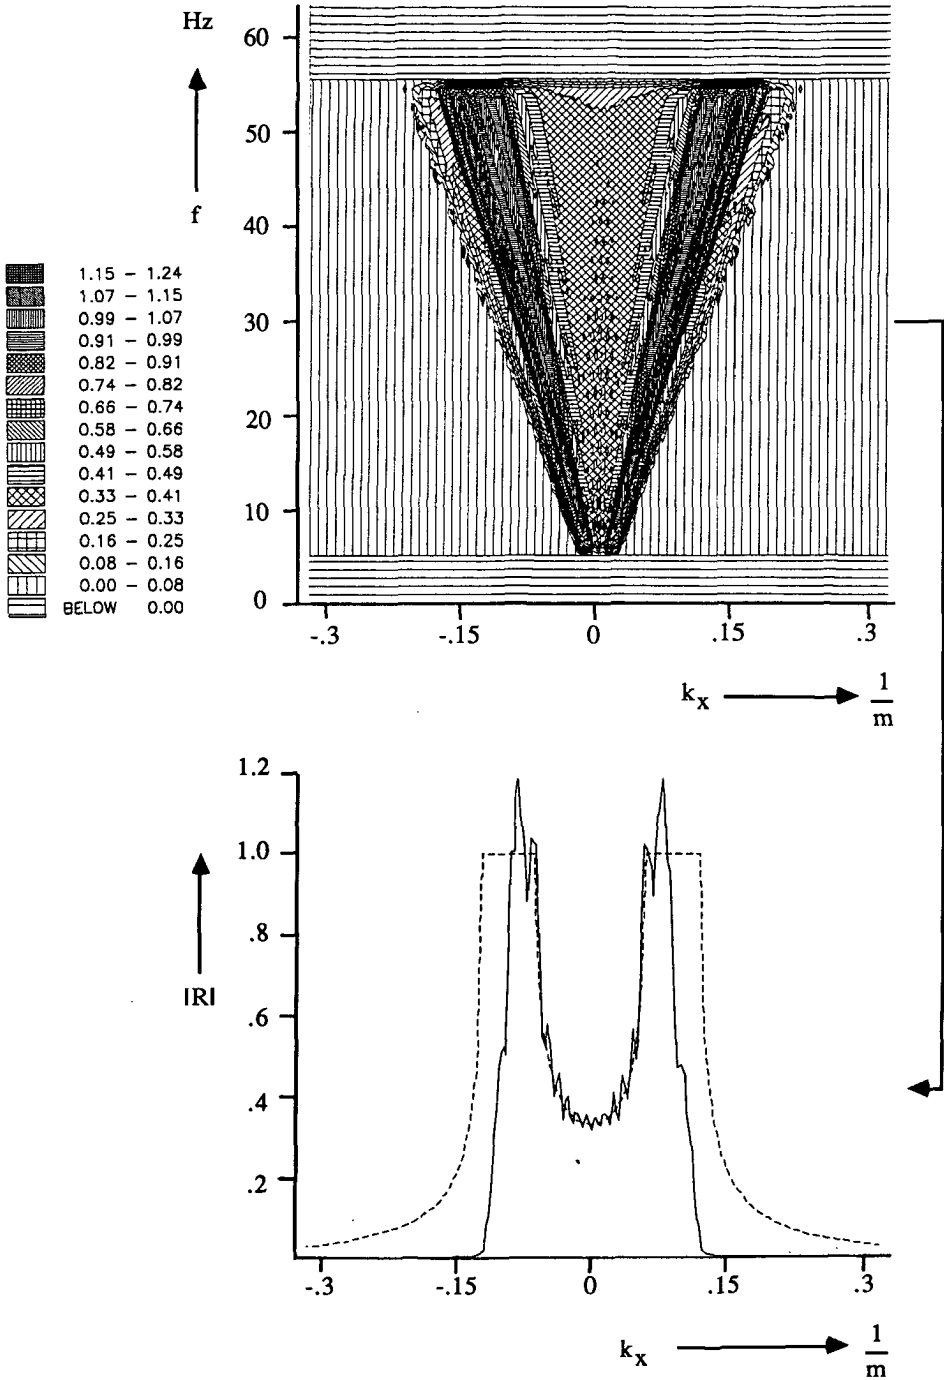 Hz
60
50
f
40
30
20
10
0
1.15 - 1.24
1.07 - 1.15
0.99 - 1.07
0.91 - 0.99
0.82 - 0.91
0.74 - 0.82
0.66 - 0.74
0.58 - 0.66
0.49 - 0.58
0.41 - 0.49
0.33 - 0.41
0.25 - 0.33
0.16 - 0.25
0.08 - 0.16
0.00 - 0.08
BELOW 0.00
-.3 -.15 0 .15 .3
kx 1/m
1.2
1.0
.8
|R|
.6
.4
.2
-.3 -.15 0 .15 .3
kx 1/m